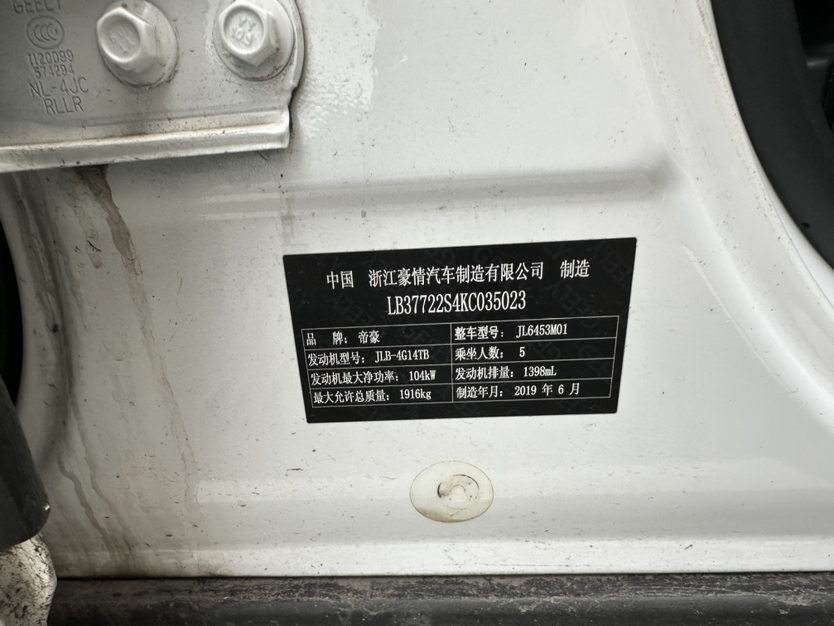 GEELY
CCC
1120099
574294
NL-4JC
RLLR
中国 浙江豪情汽车制造有限公司 制造
LB37722S4KC035023
品 牌: 帝豪 整车型号: JL6453M01
发动机型号: JLB-4G14TB 乘坐人数: 5
发动机最大净功率: 104kW 发动机排量: 1398mL
最大允许总质量: 1916kg 制造年月: 2019 年 6 月